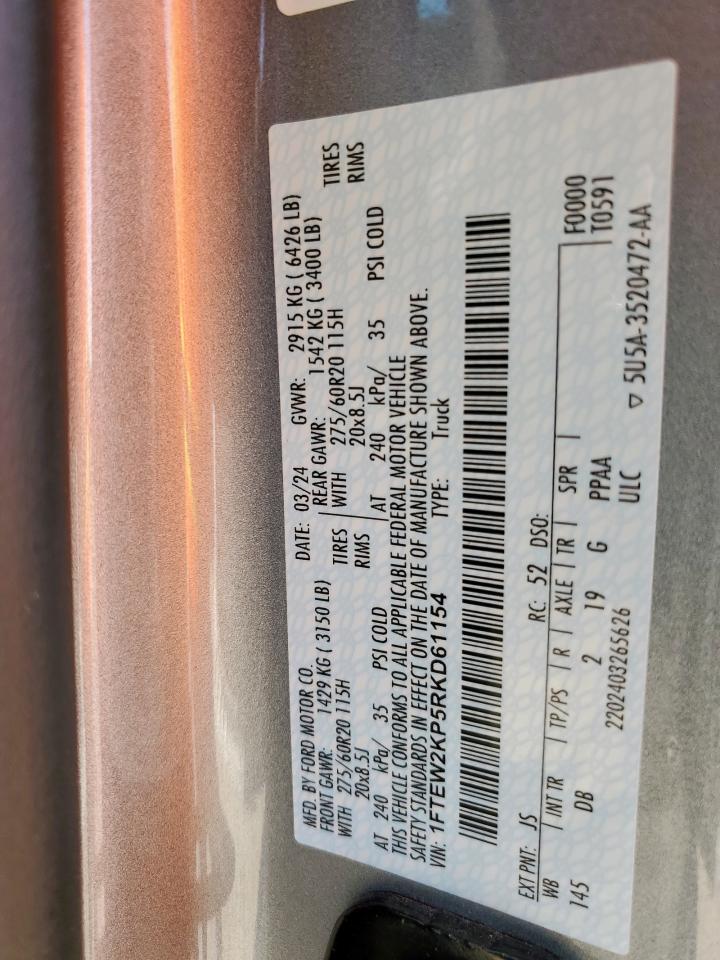 MFD. BY FORD MOTOR CO.
DATE: 03/24 GVWR: 2915 KG ( 6426 LB)
FRONT GAWR: 1429 KG ( 3150 LB) REAR GAWR: 1542 KG ( 3400 LB)
WITH 275/60R20 115H TIRES WITH 275/60R20 115H TIRES
20x8.5J RIMS 20x8.5J RIMS
AT 240 kPa/ 35 PSI COLD AT 240 kPa/ 35 PSI COLD
THIS VEHICLE CONFORMS TO ALL APPLICABLE FEDERAL MOTOR VEHICLE
SAFETY STANDARDS IN EFFECT ON THE DATE OF MANUFACTURE SHOWN ABOVE.
VIN: 1FTEW2KP5RKD61154 TYPE: Truck
EXT PNT: JS RC: 52 DSO: F0000
WB INT TR TP/PS R AXLE TR SPR T0591
145 DB 2 19 G PPAA
2202403265626 ULC ▽ 5U5A-3520472-AA